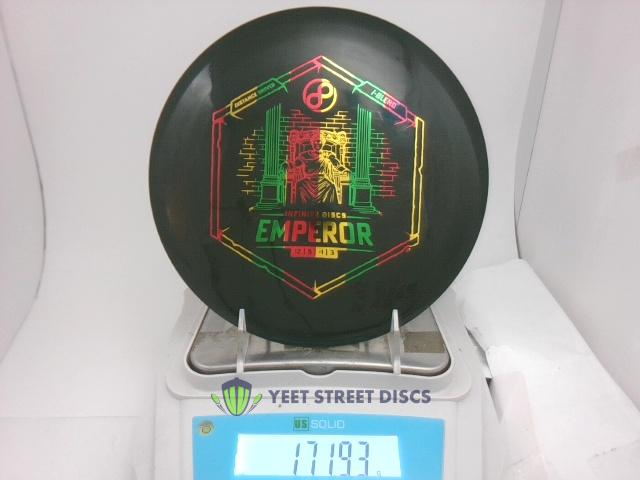 DISTANCE DRIVER
I-BLEND
INFINITE DISCS
EMPEROR
12 | 5 | -1 | 3
YEET STREET DISCS
US SOLID
171.93 g